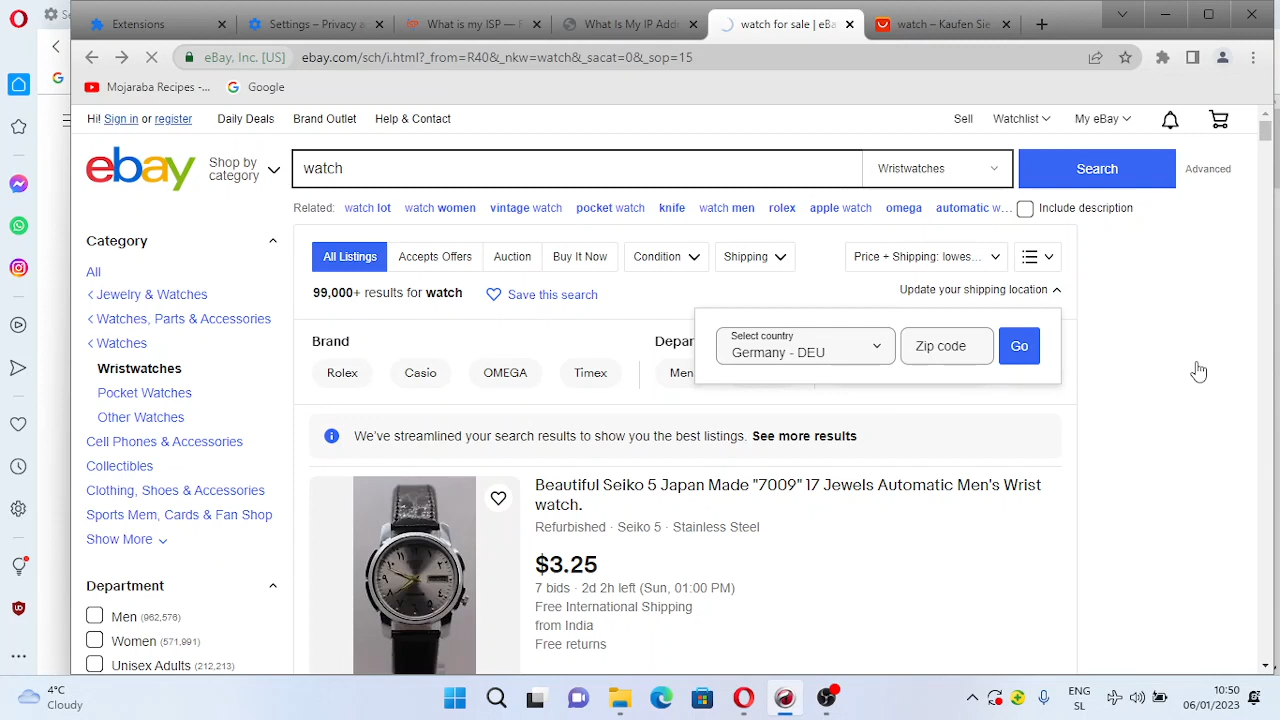 Se
Extensions
Settings – Privacy a
What is my ISP — E
What Is My IP Addr
watch for sale | eBa
watch – Kaufen Sie
eBay, Inc. [US]
ebay.com/sch/i.html?_from=R40&_nkw=watch&_sacat=0&_sop=15
Mojaraba Recipes -...
Google
Hi! Sign in or register
Daily Deals
Brand Outlet
Help & Contact
Sell
Watchlist
My eBay
ebay
Shop by category
watch
Wristwatches
Search
Advanced
Related: watch lot watch women vintage watch pocket watch knife watch men rolex apple watch omega automatic w...
Include description
Category
All
Jewelry & Watches
Watches, Parts & Accessories
Watches
Wristwatches
Pocket Watches
Other Watches
Cell Phones & Accessories
Collectibles
Clothing, Shoes & Accessories
Sports Mem, Cards & Fan Shop
Show More
Department
Men (962,576)
Women (571,991)
Unisex Adults (212,213)
All Listings
Accepts Offers
Auction
Buy It Now
Condition
Shipping
Price + Shipping: lowes...
99,000+ results for watch
Save this search
Update your shipping location
Select country
Germany - DEU
Zip code
Go
Brand
Rolex
Casio
OMEGA
Timex
Depar
Men
We've streamlined your search results to show you the best listings. See more results
Beautiful Seiko 5 Japan Made "7009" 17 Jewels Automatic Men's Wrist
watch.
Refurbished · Seiko 5 · Stainless Steel
$3.25
7 bids · 2d 2h left (Sun, 01:00 PM)
Free International Shipping
from India
Free returns
4°C
Cloudy
ENG
SL
10:50
06/01/2023